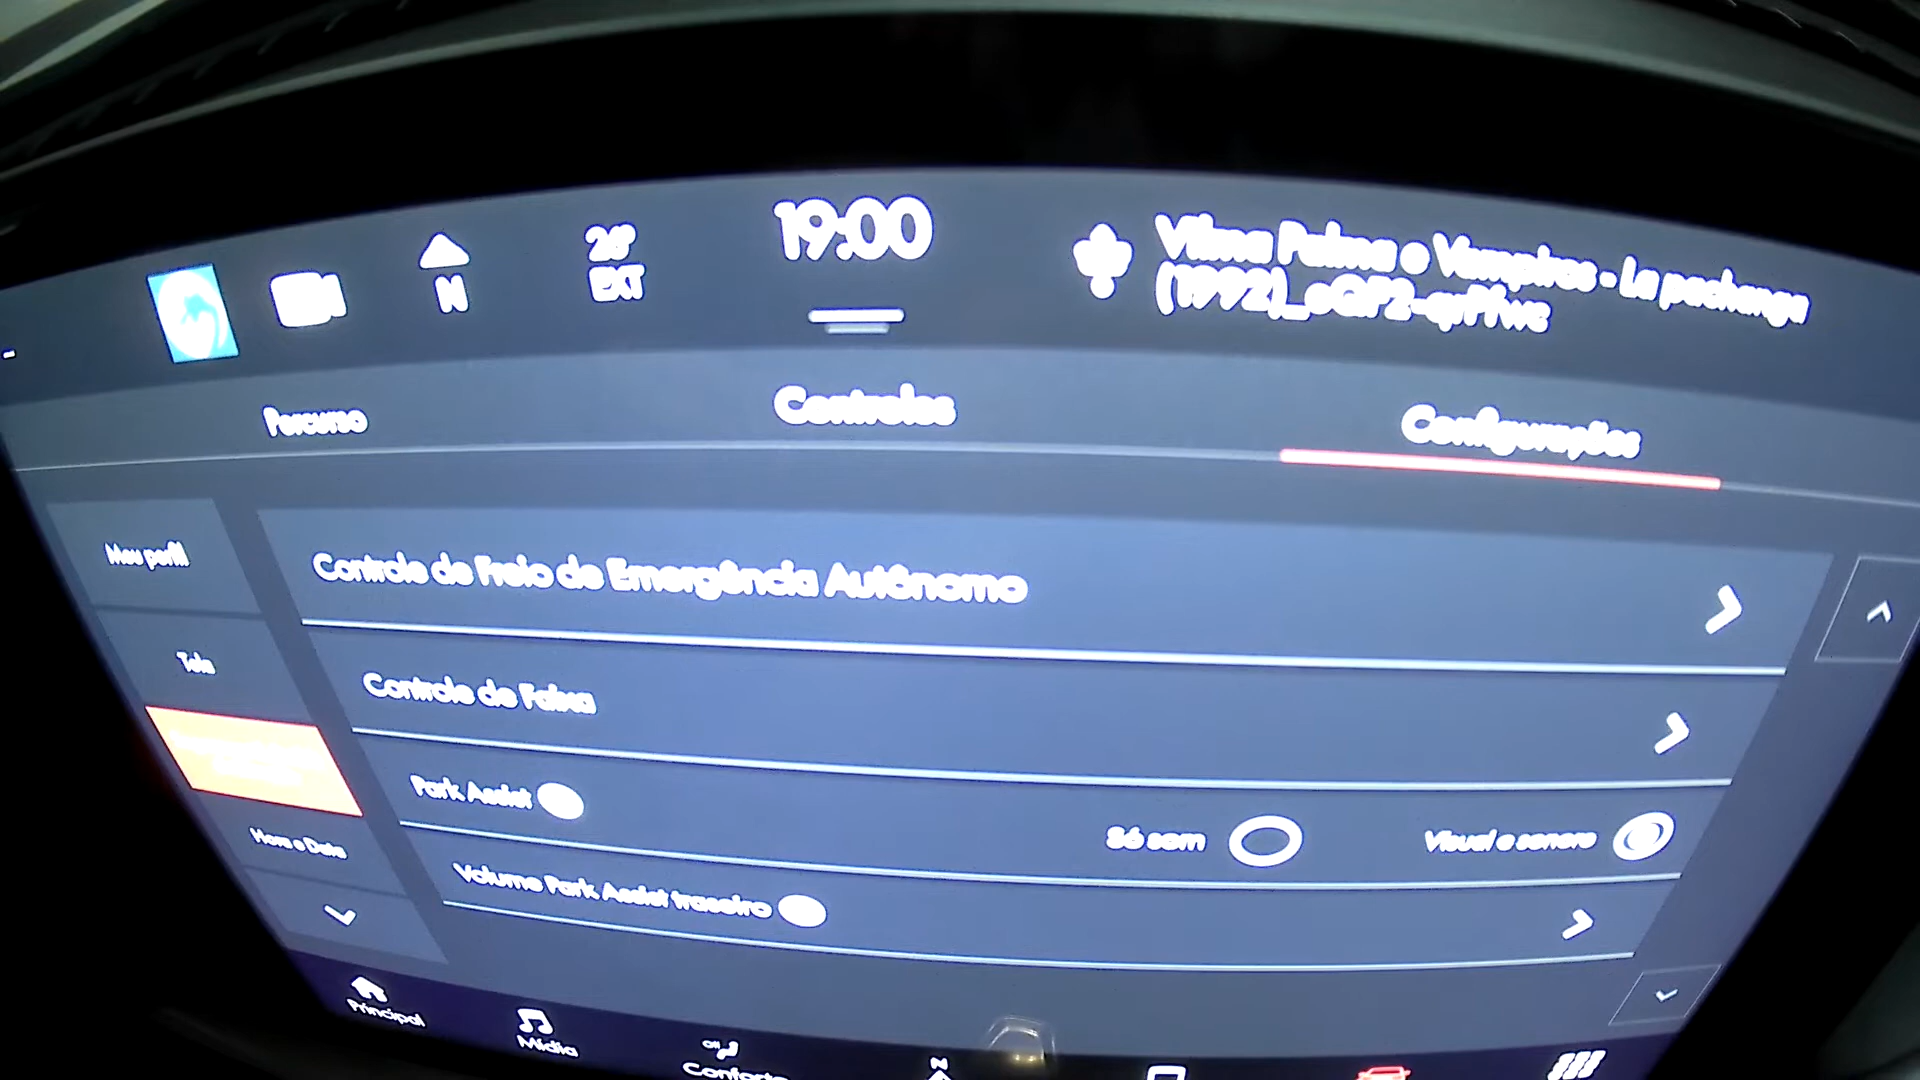 N
26°
EXT
19:00
Vilma Palma e Vampiros - La pachanga
(1992)_
Percurso
Controles
Configurações
Meu perfil
Controle de Freio de Emergência Autônomo
Tela
Controle de Faixa
Park Assist
Só som
Visual e sonoro
Hora e Data
Volume Park Assist traseiro
Principal
Mídia
Conforto
N